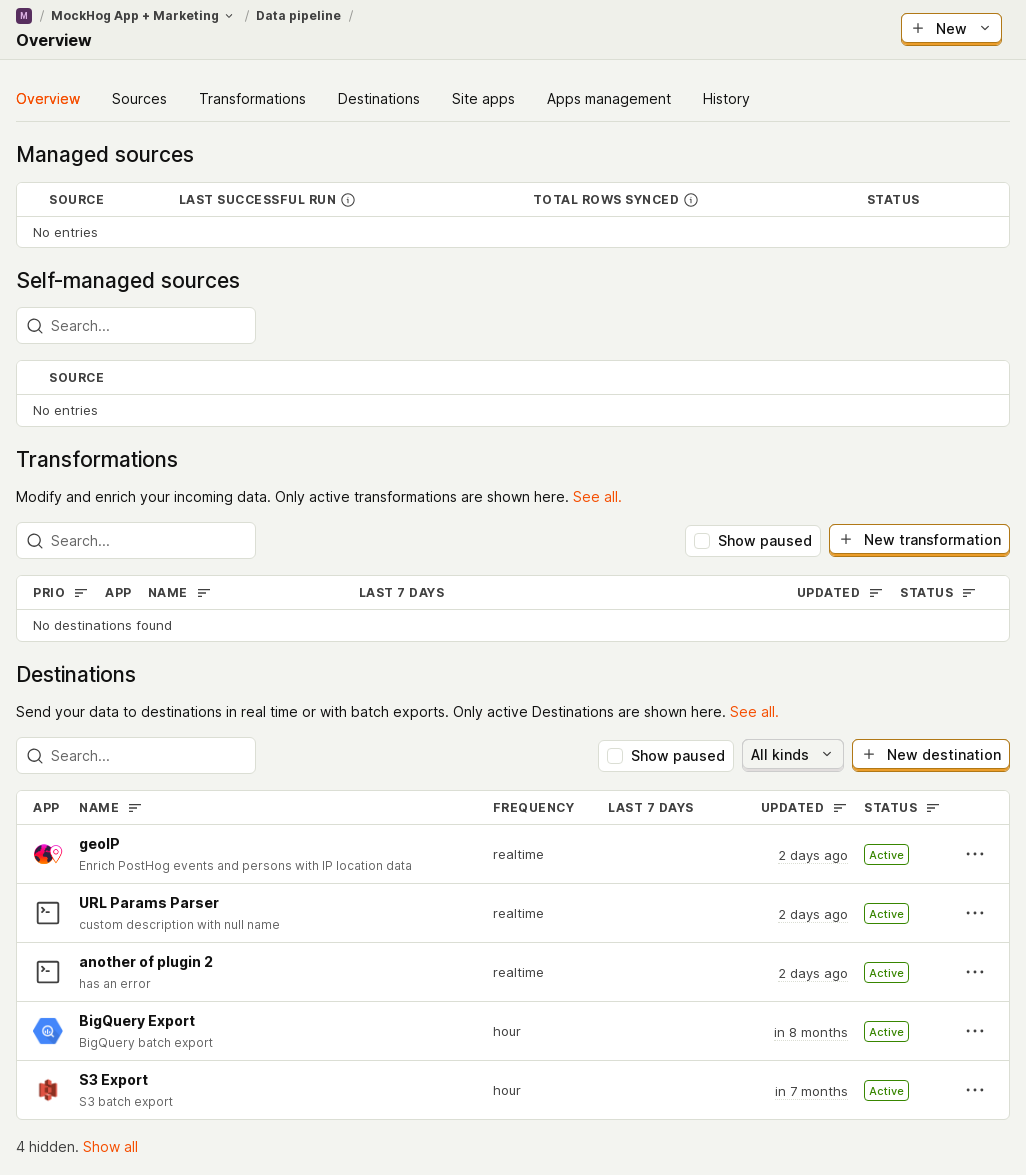 M / MockHog App + Marketing / Data pipeline /
Overview
New
Overview Sources Transformations Destinations Site apps Apps management History
Managed sources
SOURCE LAST SUCCESSFUL RUN TOTAL ROWS SYNCED STATUS
No entries
Self-managed sources
Search...
SOURCE
No entries
Transformations
Modify and enrich your incoming data. Only active transformations are shown here. See all.
Search... Show paused New transformation
PRIO APP NAME LAST 7 DAYS UPDATED STATUS
No destinations found
Destinations
Send your data to destinations in real time or with batch exports. Only active Destinations are shown here. See all.
Search... Show paused All kinds New destination
APP NAME FREQUENCY LAST 7 DAYS UPDATED STATUS
geoIP
Enrich PostHog events and persons with IP location data
realtime 2 days ago Active
URL Params Parser
custom description with null name
realtime 2 days ago Active
another of plugin 2
has an error
realtime 2 days ago Active
BigQuery Export
BigQuery batch export
hour in 8 months Active
S3 Export
S3 batch export
hour in 7 months Active
4 hidden. Show all